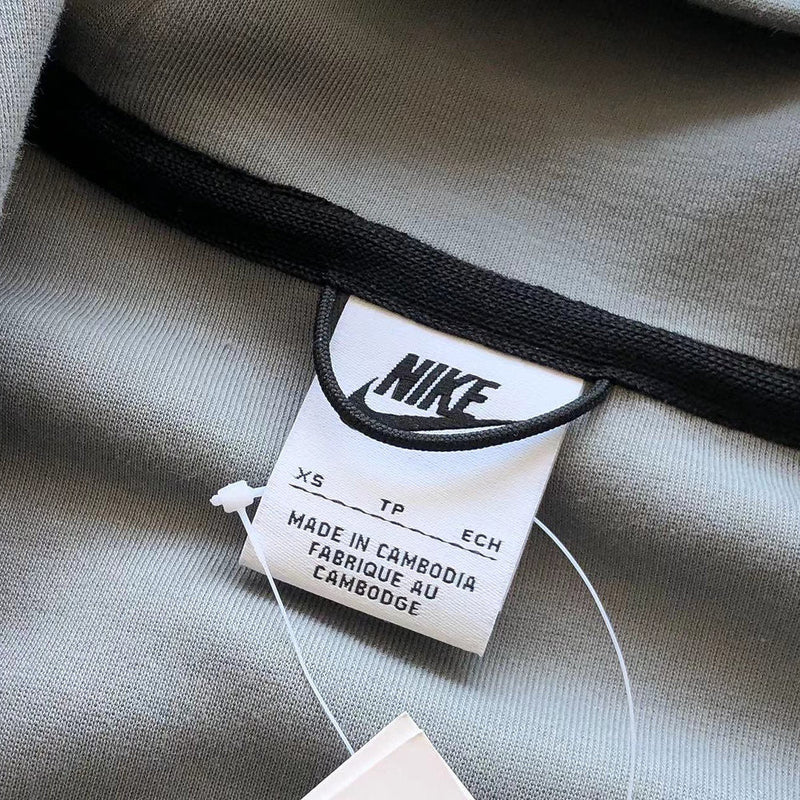 NIKE
XS TP ECH
MADE IN CAMBODIA
FABRIQUE AU
CAMBODGE